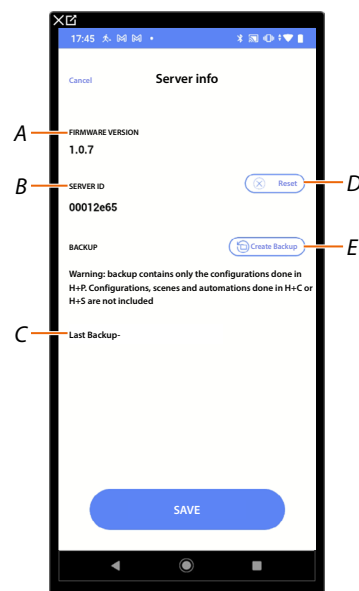 17:45
Cancel
Server info
A
FIRMWARE VERSION
1.0.7
B
SERVER ID
Reset
D
00012e65
BACKUP
Create Backup
E
Warning: backup contains only the configurations done in
H+P. Configurations, scenes and automations done in H+C or
H+S are not included
C
Last Backup-
SAVE